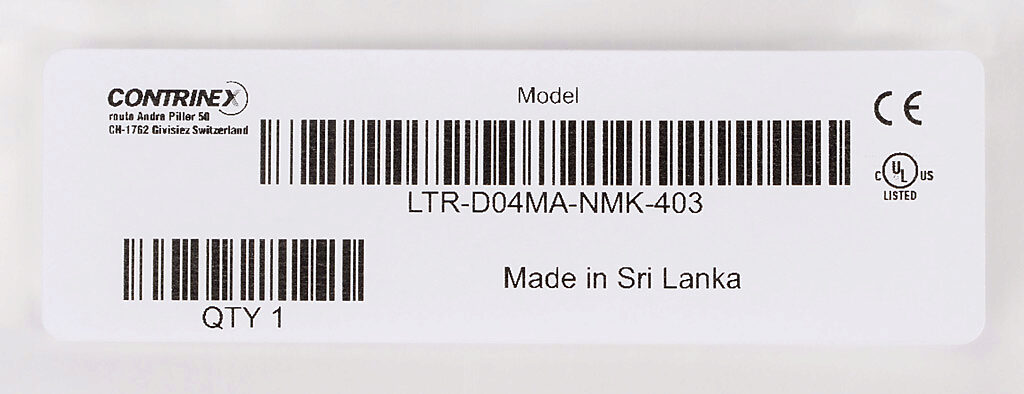 CONTRINEX
route André Piller 50
CH-1762 Givisiez Switzerland
Model
LTR-D04MA-NMK-403
CE
C UL US
LISTED
QTY 1
Made in Sri Lanka